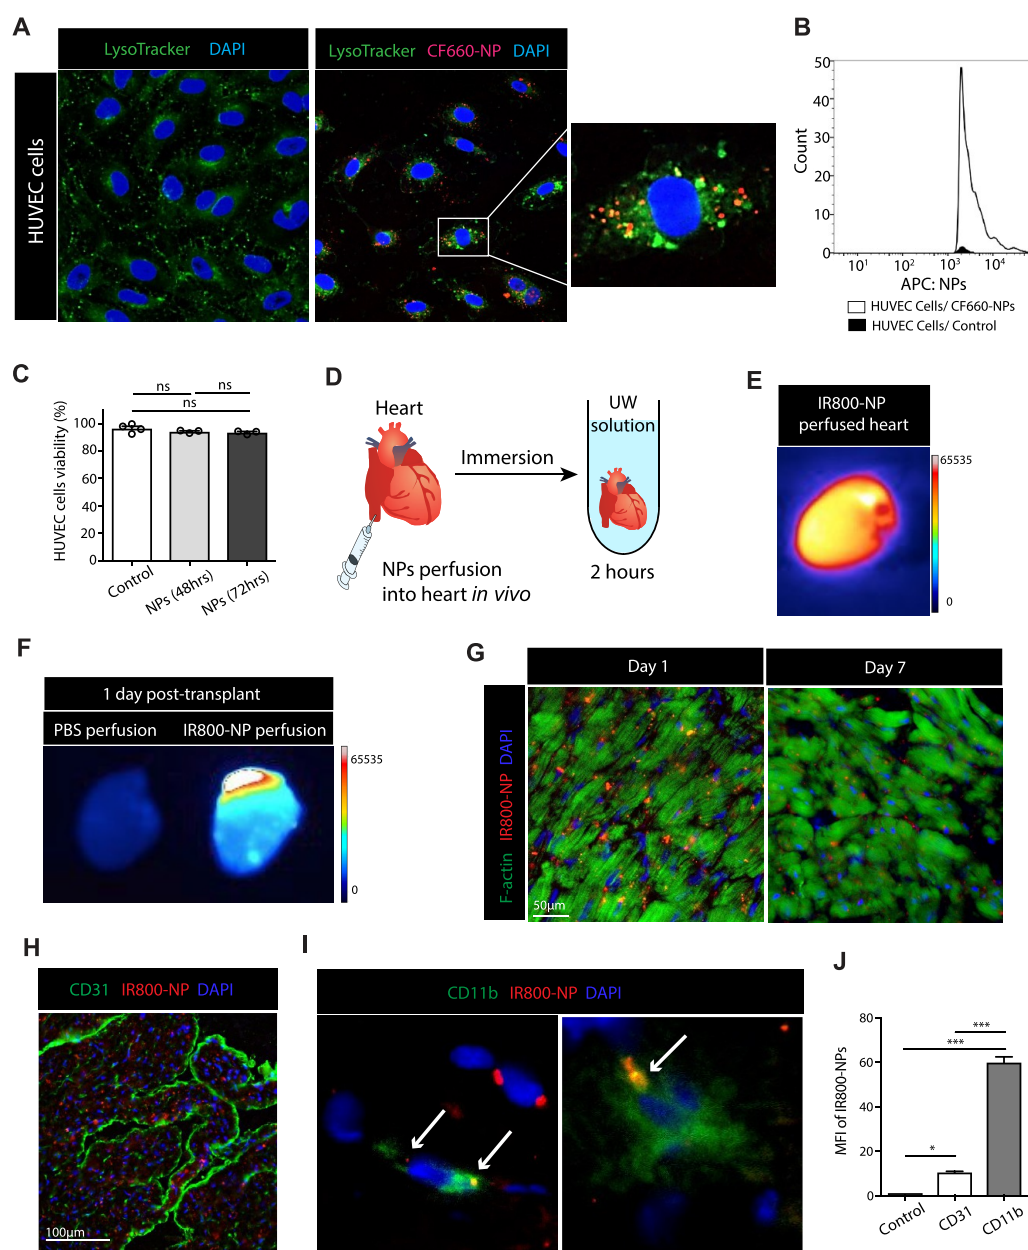 A
LysoTracker DAPI
LysoTracker CF660-NP DAPI
HUVEC cells
B
50
40
30
20
10
0
Count
10¹ 10² 10³ 10⁴
APC: NPs
HUVEC Cells/ CF660-NPs
HUVEC Cells/ Control
C
ns ns
ns
HUVEC cells viability (%)
100
80
60
40
20
0
Control
NPs (48hrs)
NPs (72hrs)
D
Heart
Immersion
UW
solution
NPs perfusion
into heart in vivo
2 hours
E
IR800-NP
perfused heart
65535
0
F
1 day post-transplant
PBS perfusion IR800-NP perfusion
65535
0
G
Day 1 Day 7
F-actin IR800-NP DAPI
50μm
H
CD31 IR800-NP DAPI
100μm
I
CD11b IR800-NP DAPI
J
MFI of IR800-NPs
80
60
40
20
0
***
***
*
Control
CD31
CD11b